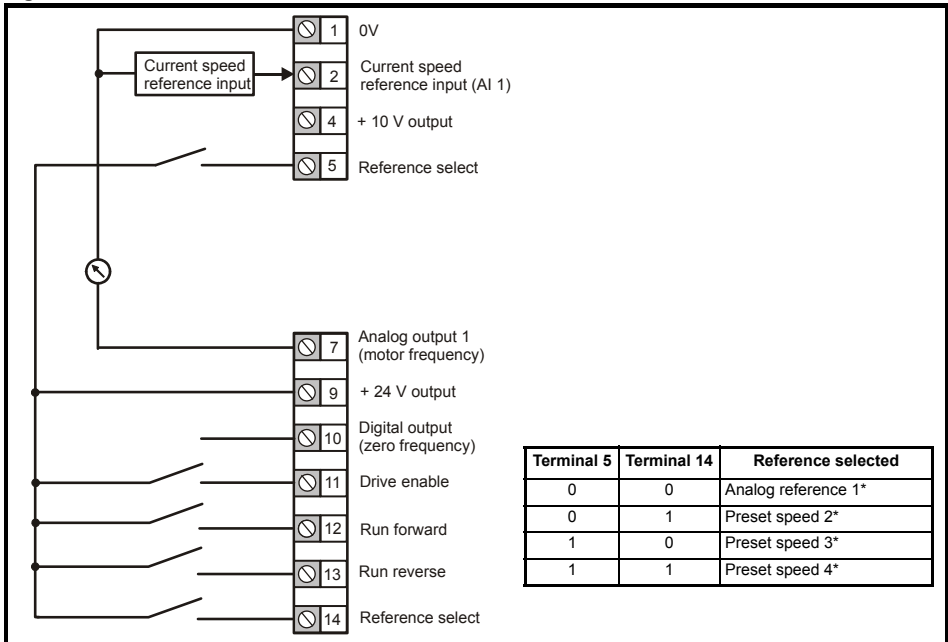 1 0V
Current speed
reference input
2 Current speed
reference input (AI 1)
4 + 10 V output
5 Reference select
7 Analog output 1
(motor frequency)
9 + 24 V output
10 Digital output
(zero frequency)
11 Drive enable
12 Run forward
13 Run reverse
14 Reference select
Terminal 5 Terminal 14 Reference selected
0 0 Analog reference 1*
0 1 Preset speed 2*
1 0 Preset speed 3*
1 1 Preset speed 4*